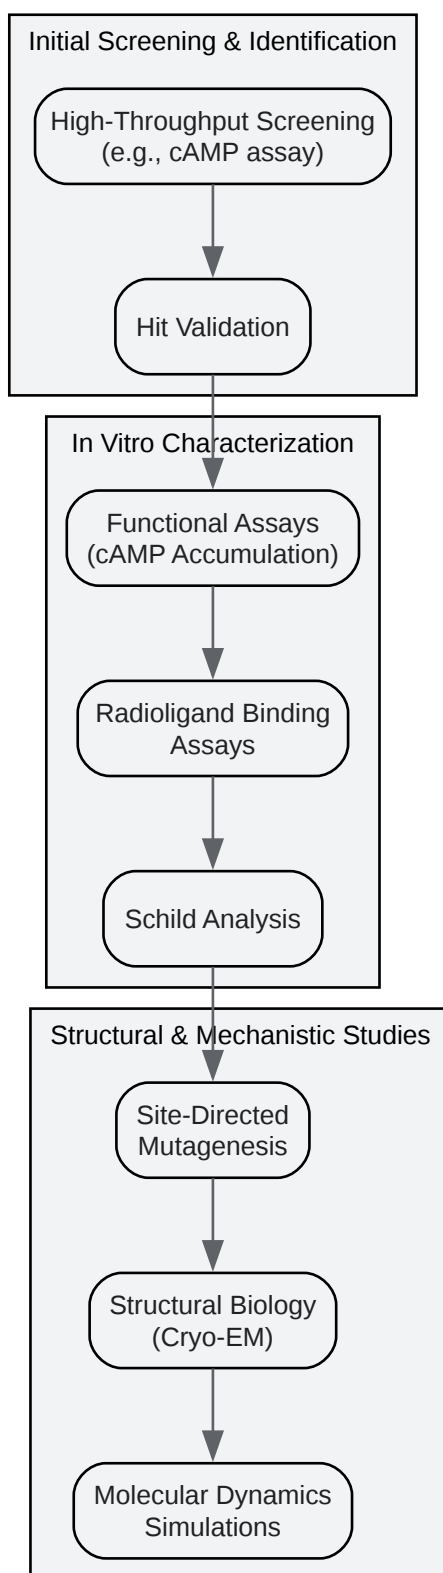 Initial Screening & Identification
High-Throughput Screening
(e.g., cAMP assay)
Hit Validation
In Vitro Characterization
Functional Assays
(cAMP Accumulation)
Radioligand Binding
Assays
Schild Analysis
Structural & Mechanistic Studies
Site-Directed
Mutagenesis
Structural Biology
(Cryo-EM)
Molecular Dynamics
Simulations